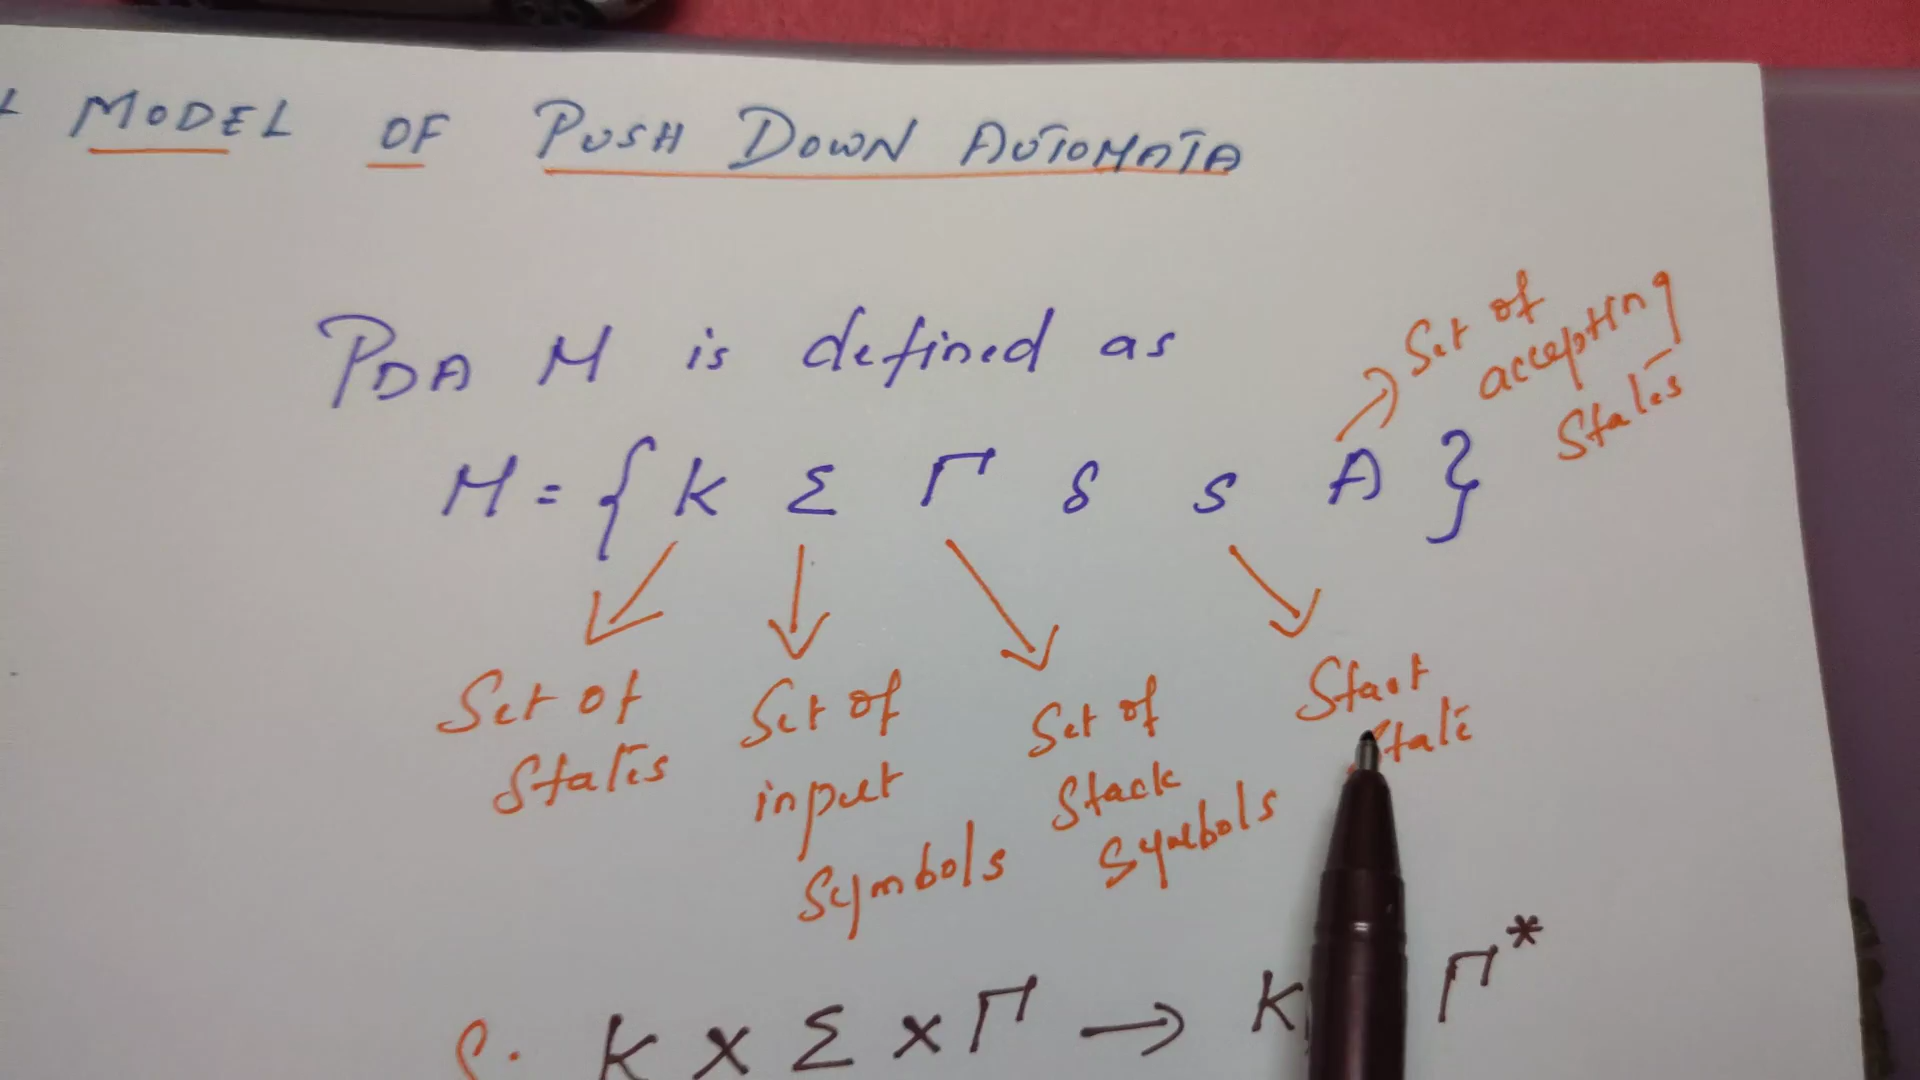 MODEL OF PUSH DOWN AUTOMATA
PDA M is defined as
M = { K Σ Γ δ s A }
Set of
accepting
States
Set of
States
Set of
input
Symbols
Set of
Stack
Symbols
Start
State
δ: K × Σ × Γ → K Γ*